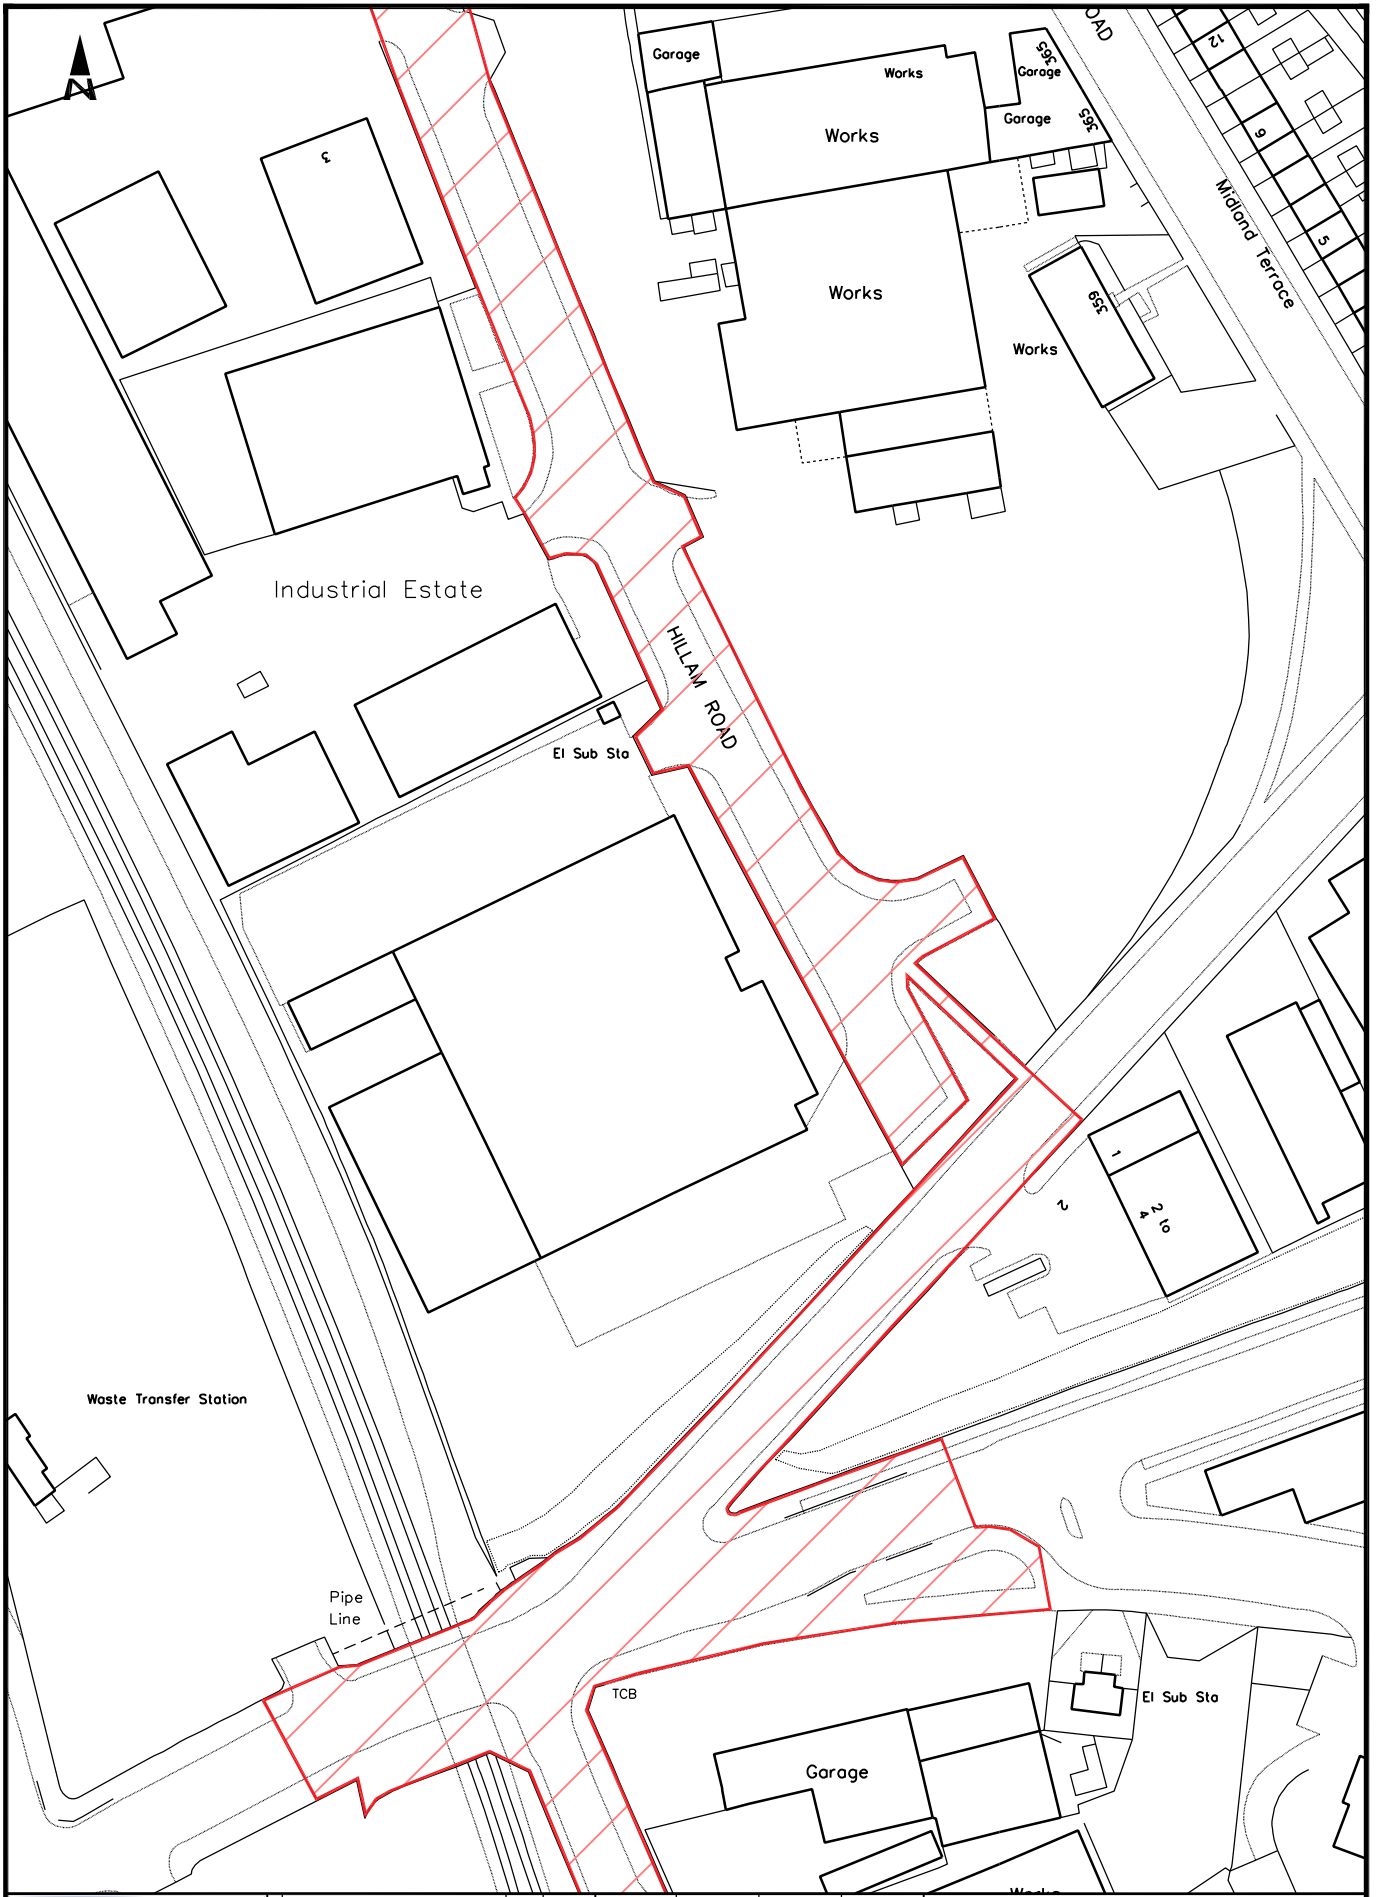 N
OAD
Garage
Works
365
Garage
12
Works
Garage
365
9
3
Midland Terrace
5
Works
359
Works
Industrial Estate
HILLAM ROAD
El Sub Sta
1
2
2 to
4
Waste Transfer Station
Pipe
Line
TCB
El Sub Sta
Garage
Works